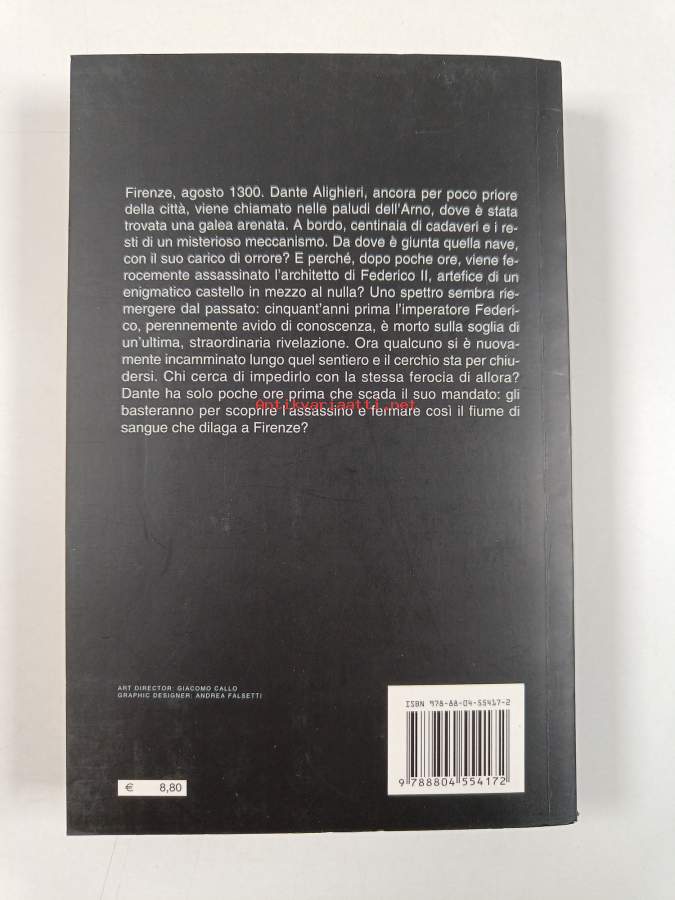 Firenze, agosto 1300. Dante Alighieri, ancora per poco priore
della città, viene chiamato nelle paludi dell'Arno, dove è stata
trovata una galea arenata. A bordo, centinaia di cadaveri e i re-
sti di un misterioso meccanismo. Da dove è giunta quella nave,
con il suo carico di orrore? E perché, dopo poche ore, viene fe-
rocemente assassinato l'architetto di Federico II, artefice di un
enigmatico castello in mezzo al nulla? Uno spettro sembra rie-
mergere dal passato: cinquant'anni prima l'imperatore Federi-
co, perennemente avido di conoscenza, è morto sulla soglia di
un'ultima, straordinaria rivelazione. Ora qualcuno si è nuova-
mente incamminato lungo quel sentiero e il cerchio sta per chiu-
dersi. Chi cerca di impedirlo con la stessa ferocia di allora?
Dante ha solo poche ore prima che scada il suo mandato: gli
Antikvariaatti.net
basteranno per scoprire l'assassino e fermare così il fiume di
sangue che dilaga a Firenze?
ART DIRECTOR: GIACOMO CALLO
GRAPHIC DESIGNER: ANDREA FALSETTI
ISBN 978-88-04-55417-2
9 788804 554172
€ 8,80